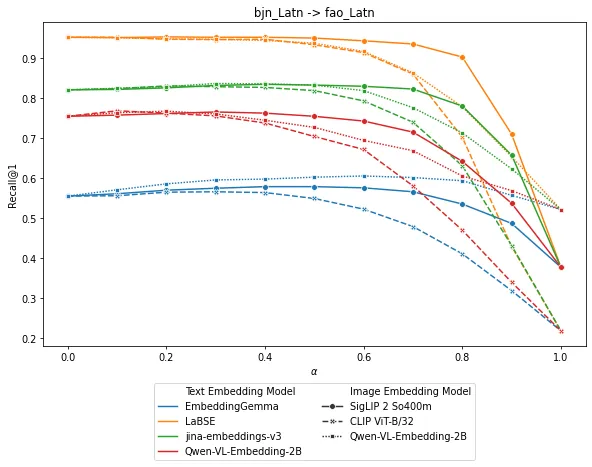 bjn_Latn -> fao_Latn
Recall@1
0.9
0.8
0.7
0.6
0.5
0.4
0.3
0.2
0.0 0.2 0.4 0.6 0.8 1.0
α
Text Embedding Model Image Embedding Model
EmbeddingGemma SigLIP 2 So400m
LaBSE CLIP ViT-B/32
jina-embeddings-v3 Qwen-VL-Embedding-2B
Qwen-VL-Embedding-2B